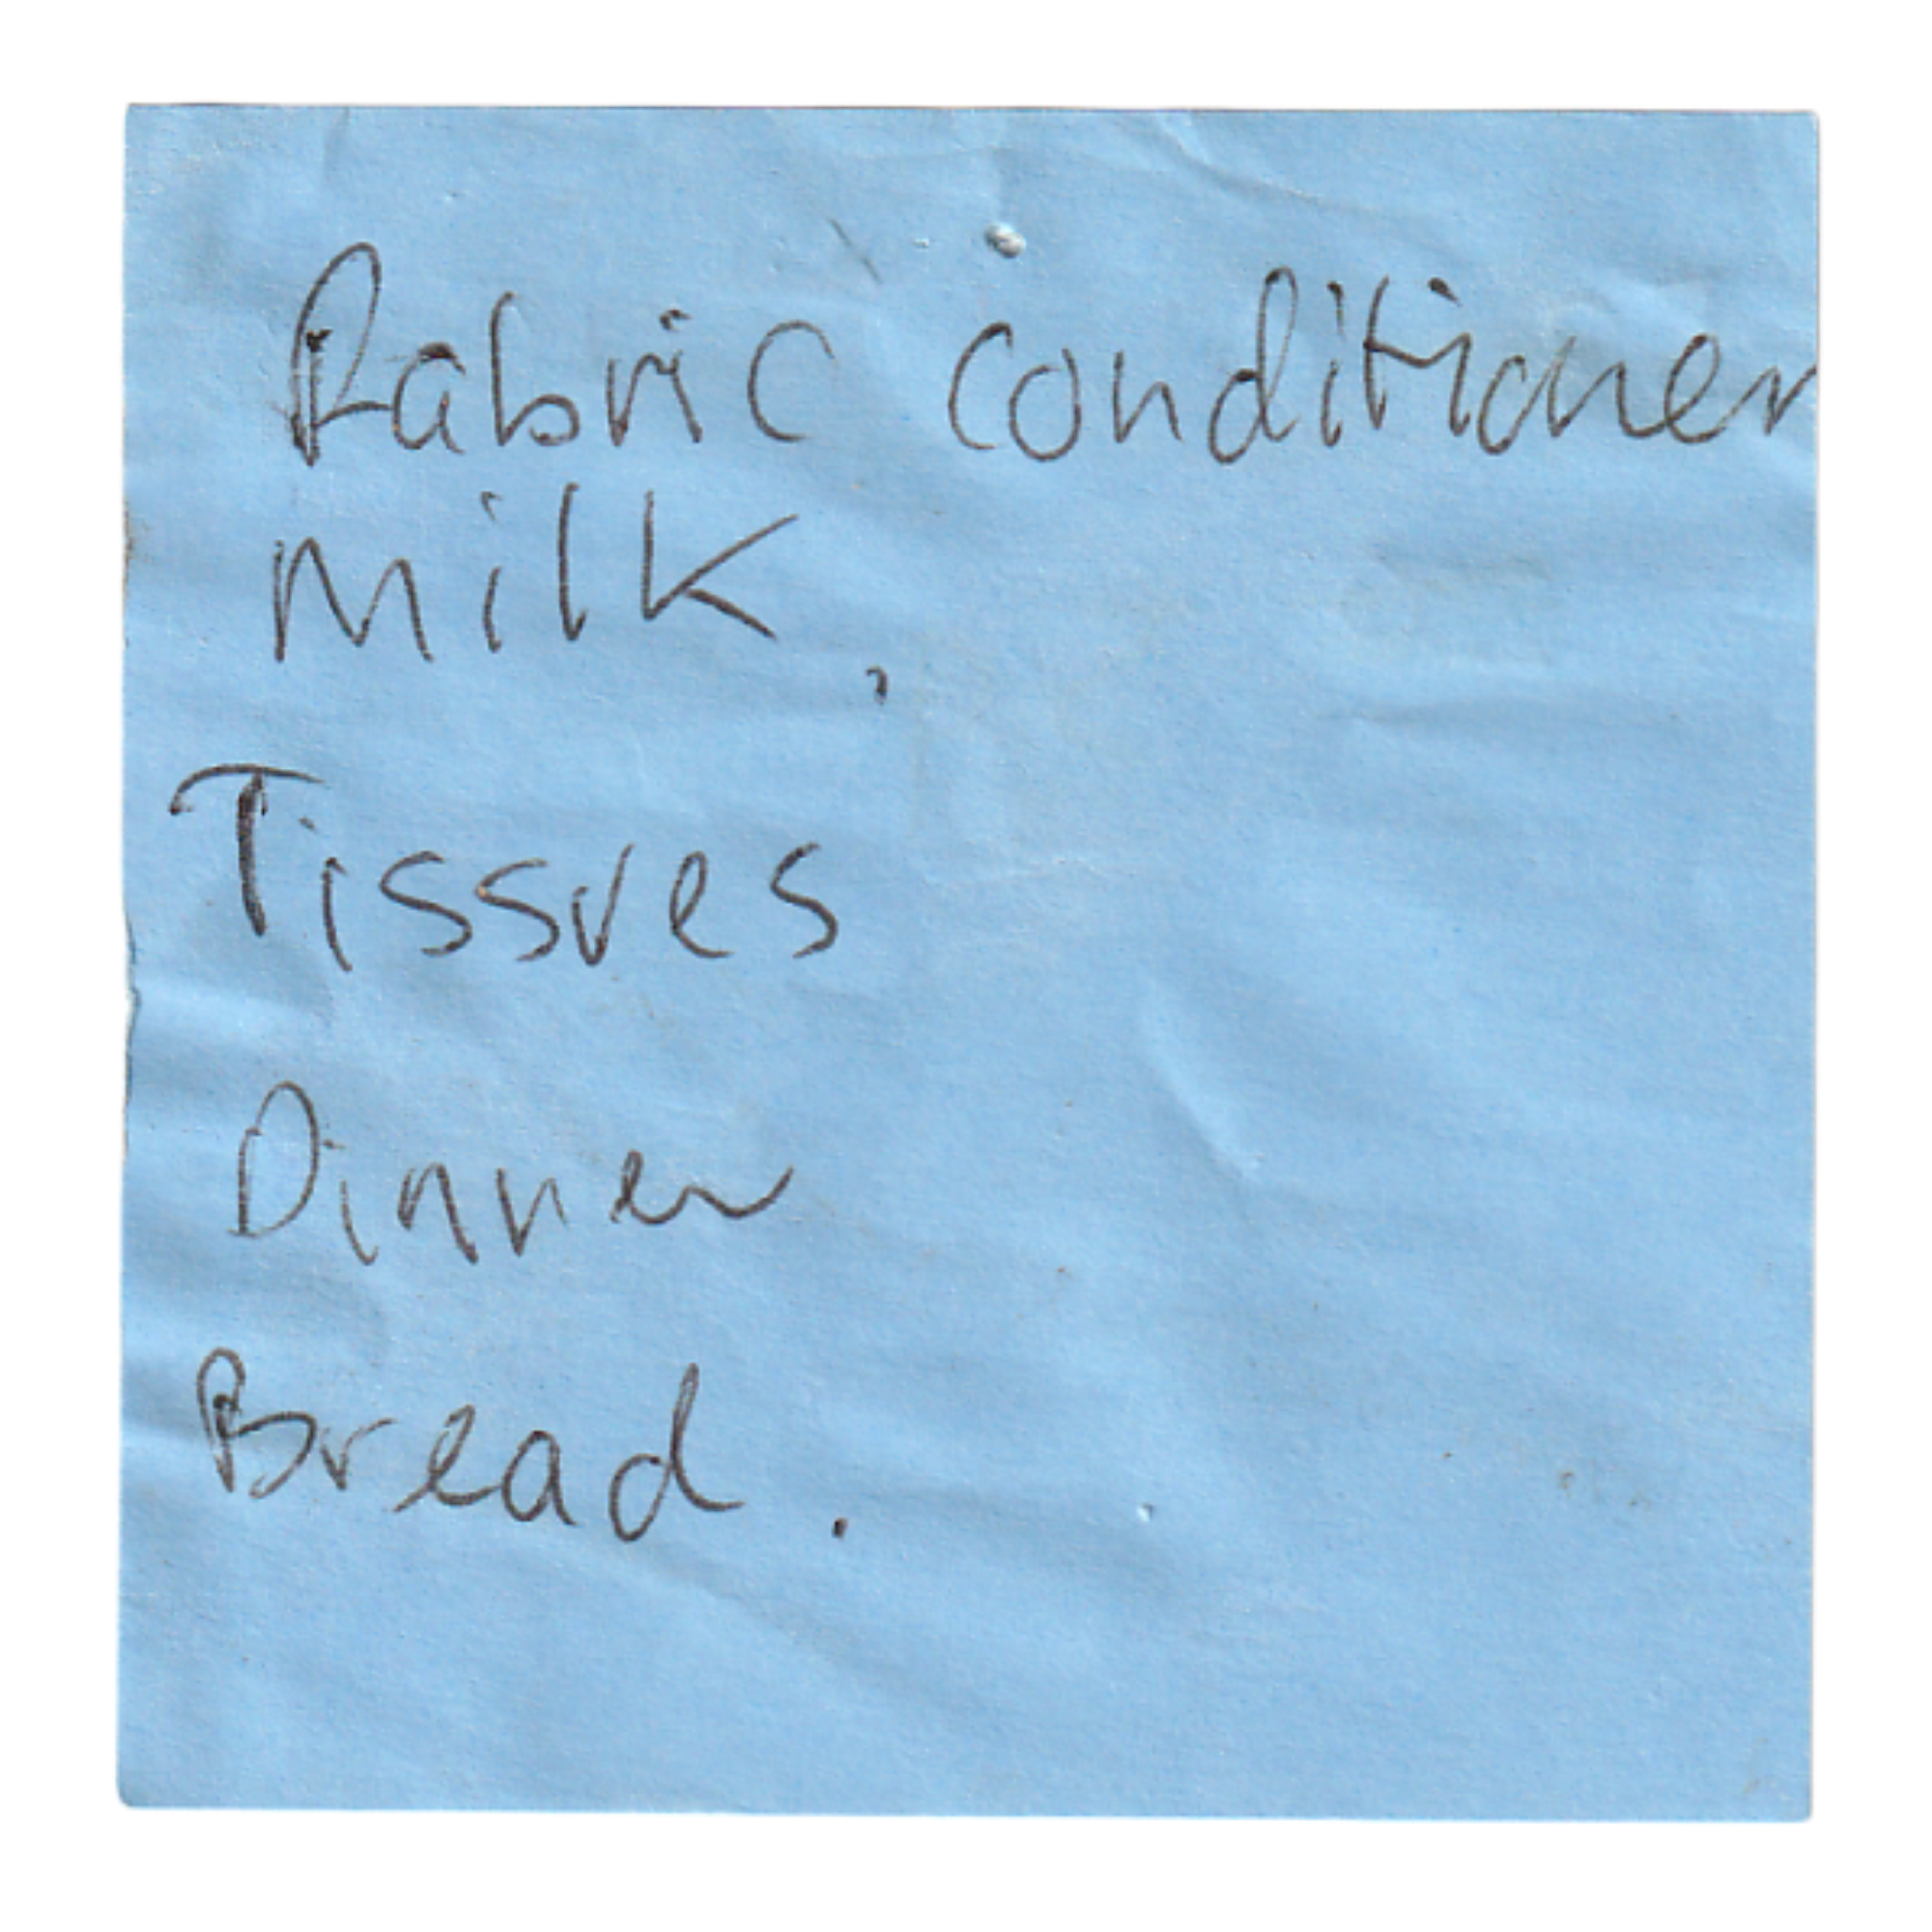 Fabric conditioner
milk,
Tissues
Dinner
Bread.